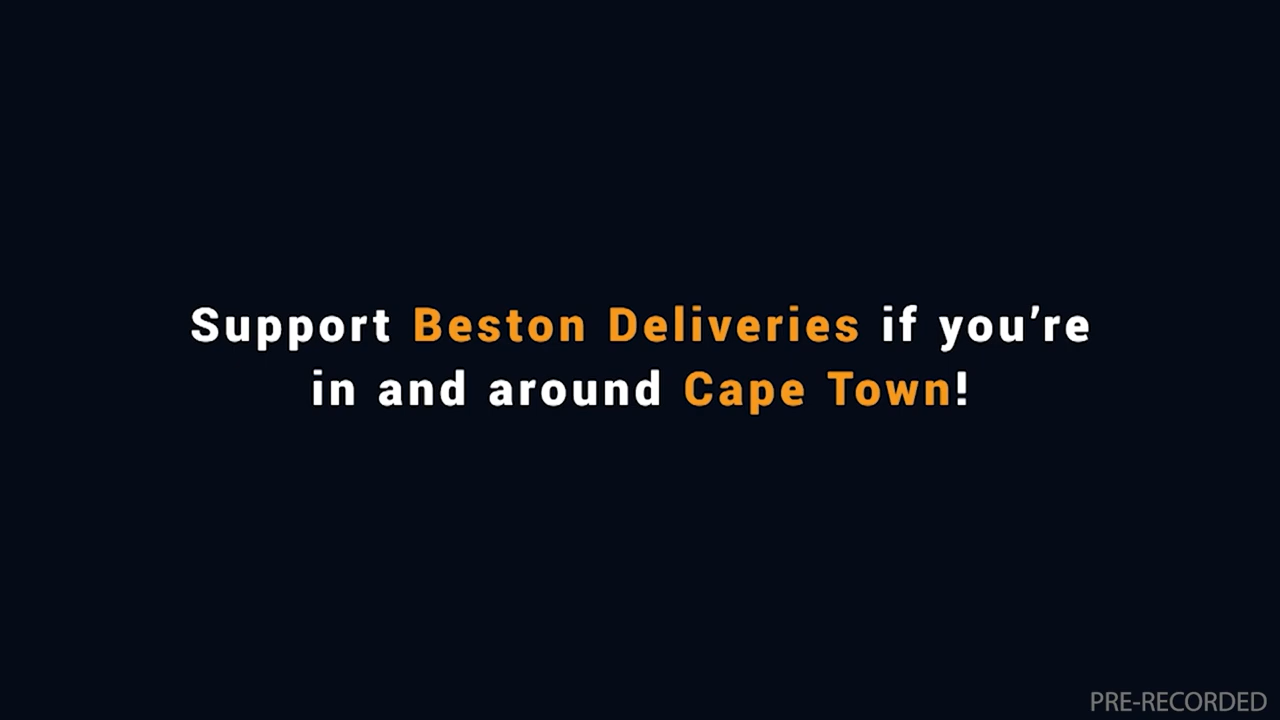 Support Beston Deliveries if you’re
in and around Cape Town!
PRE-RECORDED